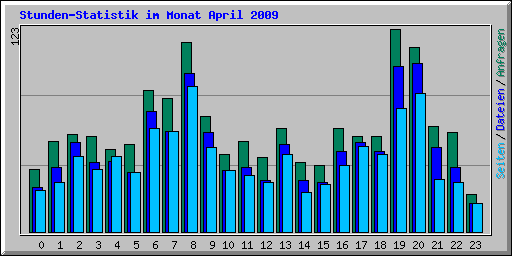 Stunden-Statistik im Monat April 2009
123
Seiten / Dateien / Anfragen
0 1 2 3 4 5 6 7 8 9 10 11 12 13 14 15 16 17 18 19 20 21 22 23